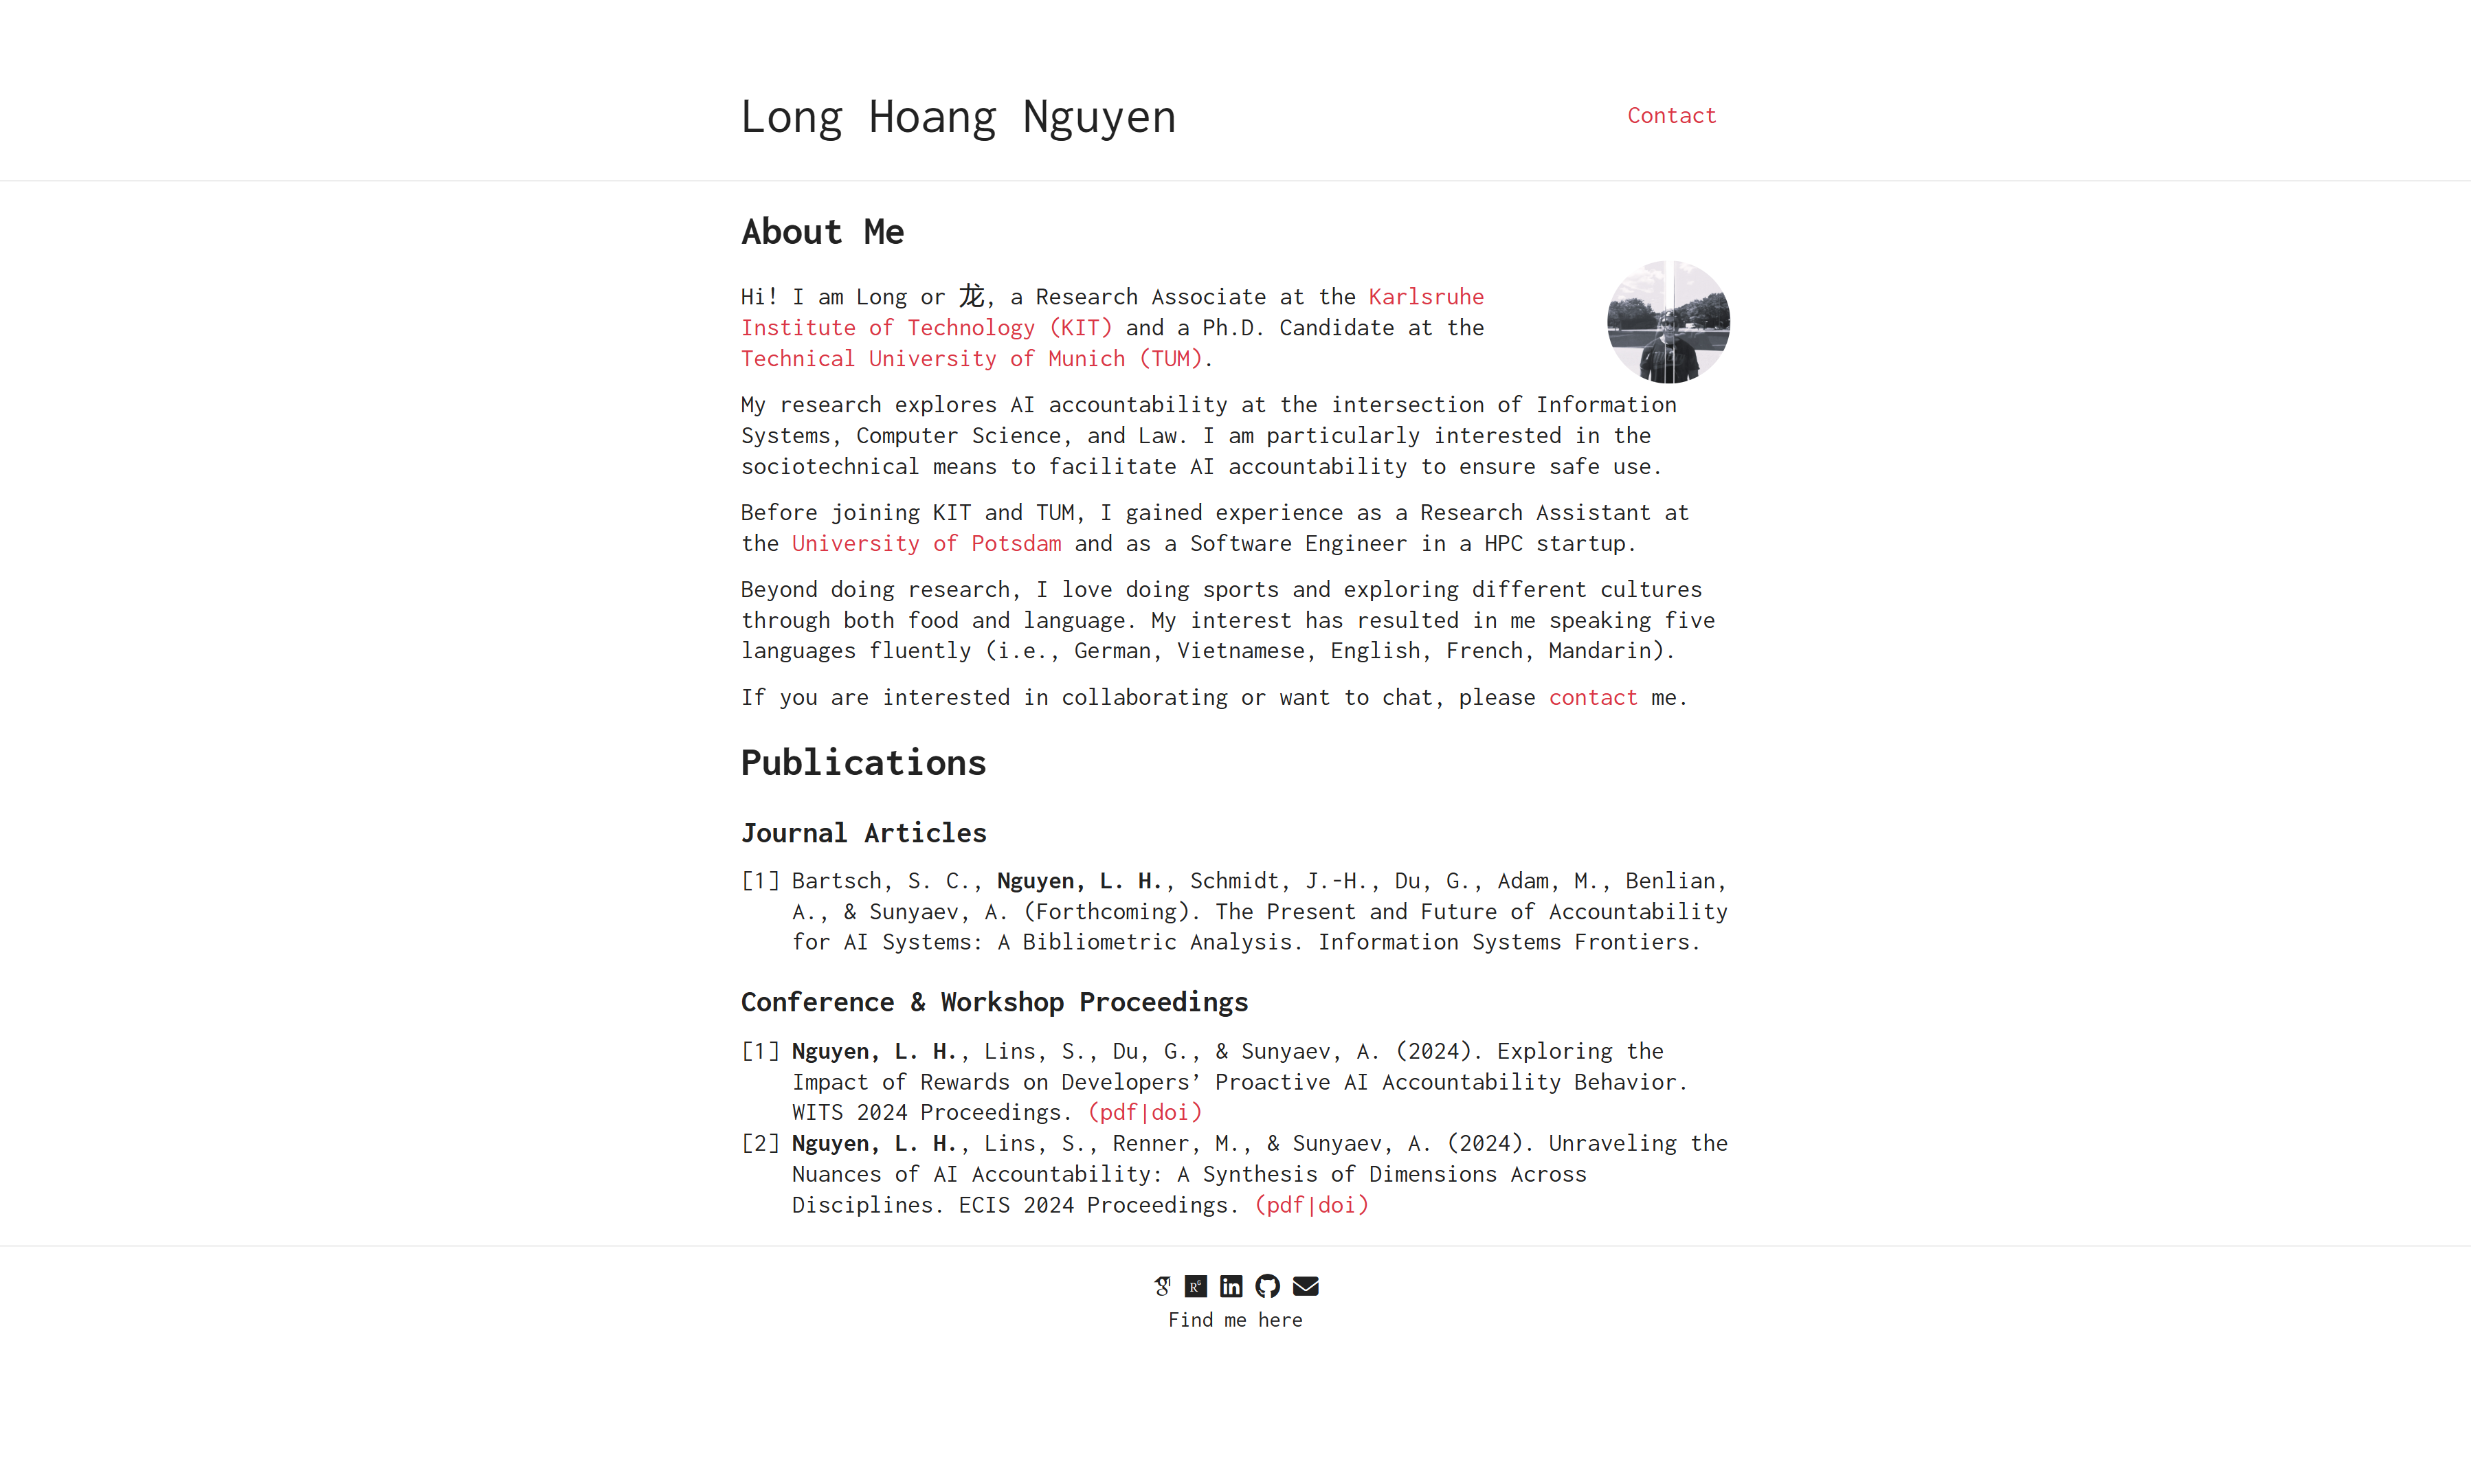 Long Hoang Nguyen
Contact
About Me
Hi! I am Long or 龙, a Research Associate at the Karlsruhe
Institute of Technology (KIT) and a Ph.D. Candidate at the
Technical University of Munich (TUM).
My research explores AI accountability at the intersection of Information
Systems, Computer Science, and Law. I am particularly interested in the
sociotechnical means to facilitate AI accountability to ensure safe use.
Before joining KIT and TUM, I gained experience as a Research Assistant at
the University of Potsdam and as a Software Engineer in a HPC startup.
Beyond doing research, I love doing sports and exploring different cultures
through both food and language. My interest has resulted in me speaking five
languages fluently (i.e., German, Vietnamese, English, French, Mandarin).
If you are interested in collaborating or want to chat, please contact me.
Publications
Journal Articles
[1] Bartsch, S. C., Nguyen, L. H., Schmidt, J.-H., Du, G., Adam, M., Benlian,
A., & Sunyaev, A. (Forthcoming). The Present and Future of Accountability
for AI Systems: A Bibliometric Analysis. Information Systems Frontiers.
Conference & Workshop Proceedings
[1] Nguyen, L. H., Lins, S., Du, G., & Sunyaev, A. (2024). Exploring the
Impact of Rewards on Developers’ Proactive AI Accountability Behavior.
WITS 2024 Proceedings. (pdf|doi)
[2] Nguyen, L. H., Lins, S., Renner, M., & Sunyaev, A. (2024). Unraveling the
Nuances of AI Accountability: A Synthesis of Dimensions Across
Disciplines. ECIS 2024 Proceedings. (pdf|doi)
g R^G in
Find me here